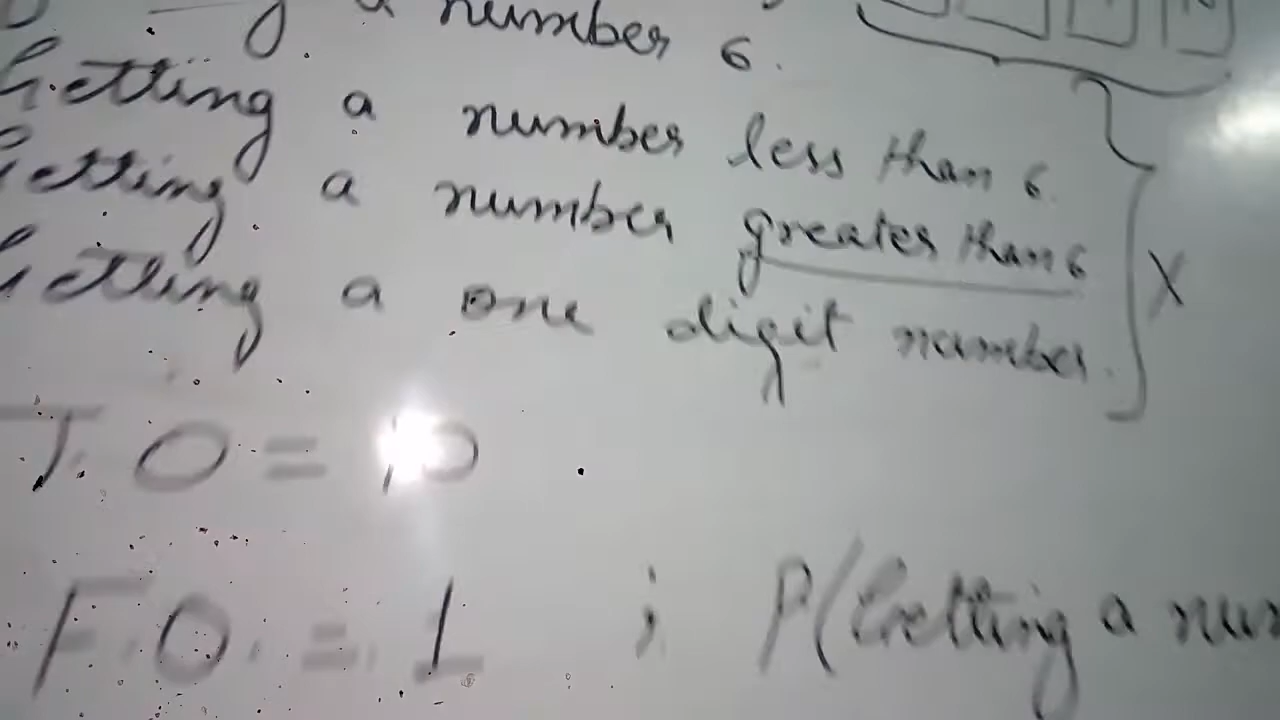 a number 6.
Getting a number less than 6.
Getting a number greater than 6
Getting a one digit number.
X
T.O = 10
F.O. = 1 ; P(Getting a num